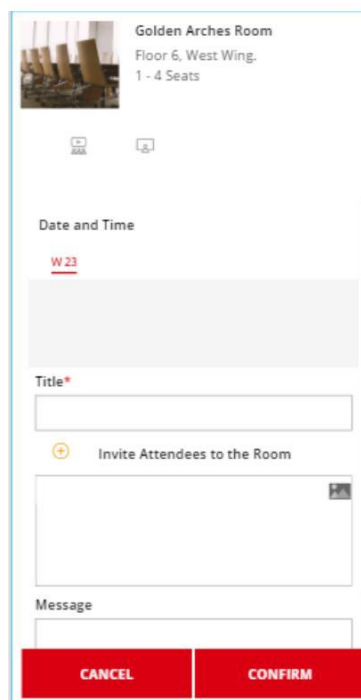 Golden Arches Room
Floor 6, West Wing.
1 - 4 Seats
Date and Time
W 23
Title*
Invite Attendees to the Room
Message
CANCEL
CONFIRM